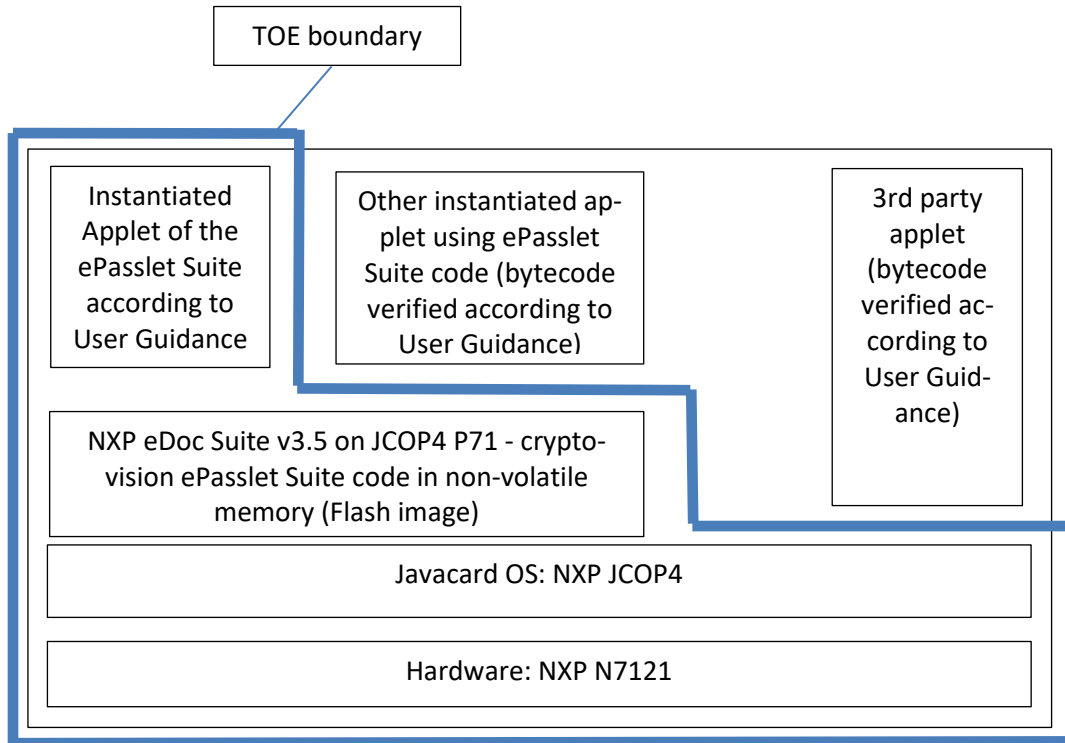 TOE boundary
Instantiated
Applet of the
ePasslet Suite
according to
User Guidance
Other instantiated ap-
plet using ePasslet
Suite code (bytecode
verified according to
User Guidance)
3rd party
applet
(bytecode
verified ac-
cording to
User Guid-
ance)
NXP eDoc Suite v3.5 on JCOP4 P71 - crypto-
vision ePasslet Suite code in non-volatile
memory (Flash image)
Javacard OS: NXP JCOP4
Hardware: NXP N7121